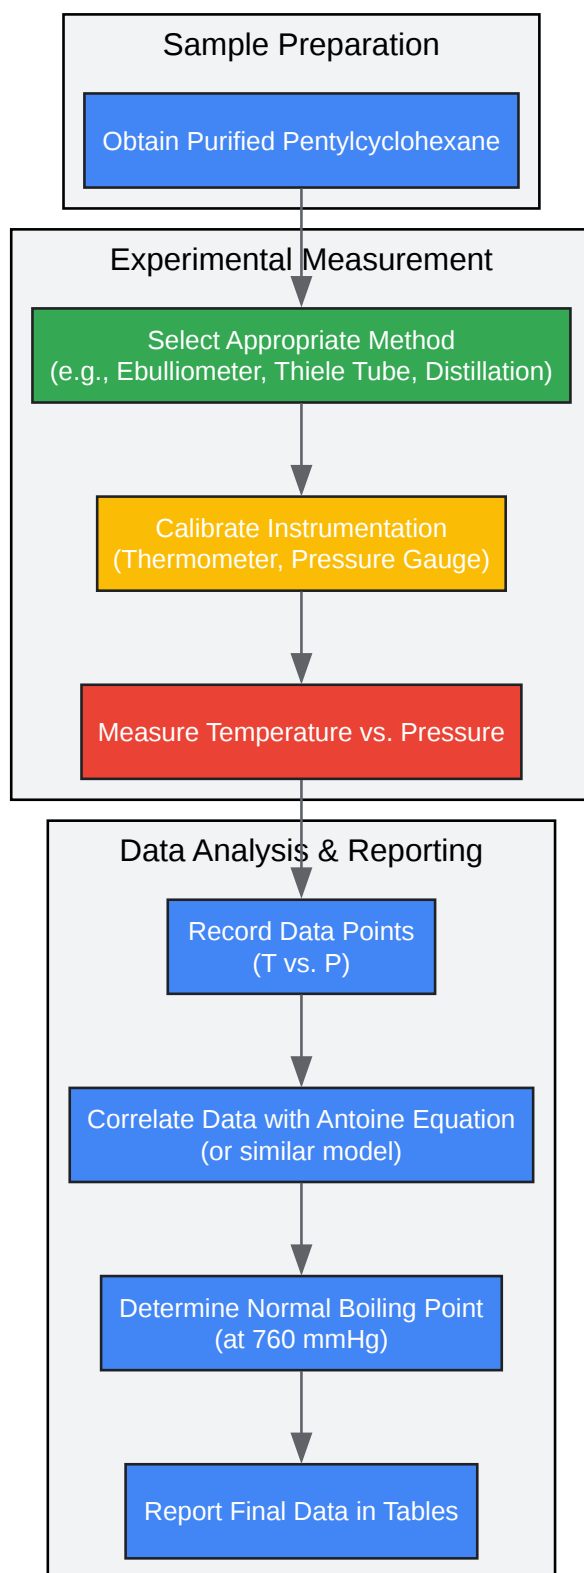 Sample Preparation
Obtain Purified Pentylcyclohexane
Experimental Measurement
Select Appropriate Method
(e.g., Ebulliometer, Thiele Tube, Distillation)
Calibrate Instrumentation
(Thermometer, Pressure Gauge)
Measure Temperature vs. Pressure
Data Analysis & Reporting
Record Data Points
(T vs. P)
Correlate Data with Antoine Equation
(or similar model)
Determine Normal Boiling Point
(at 760 mmHg)
Report Final Data in Tables